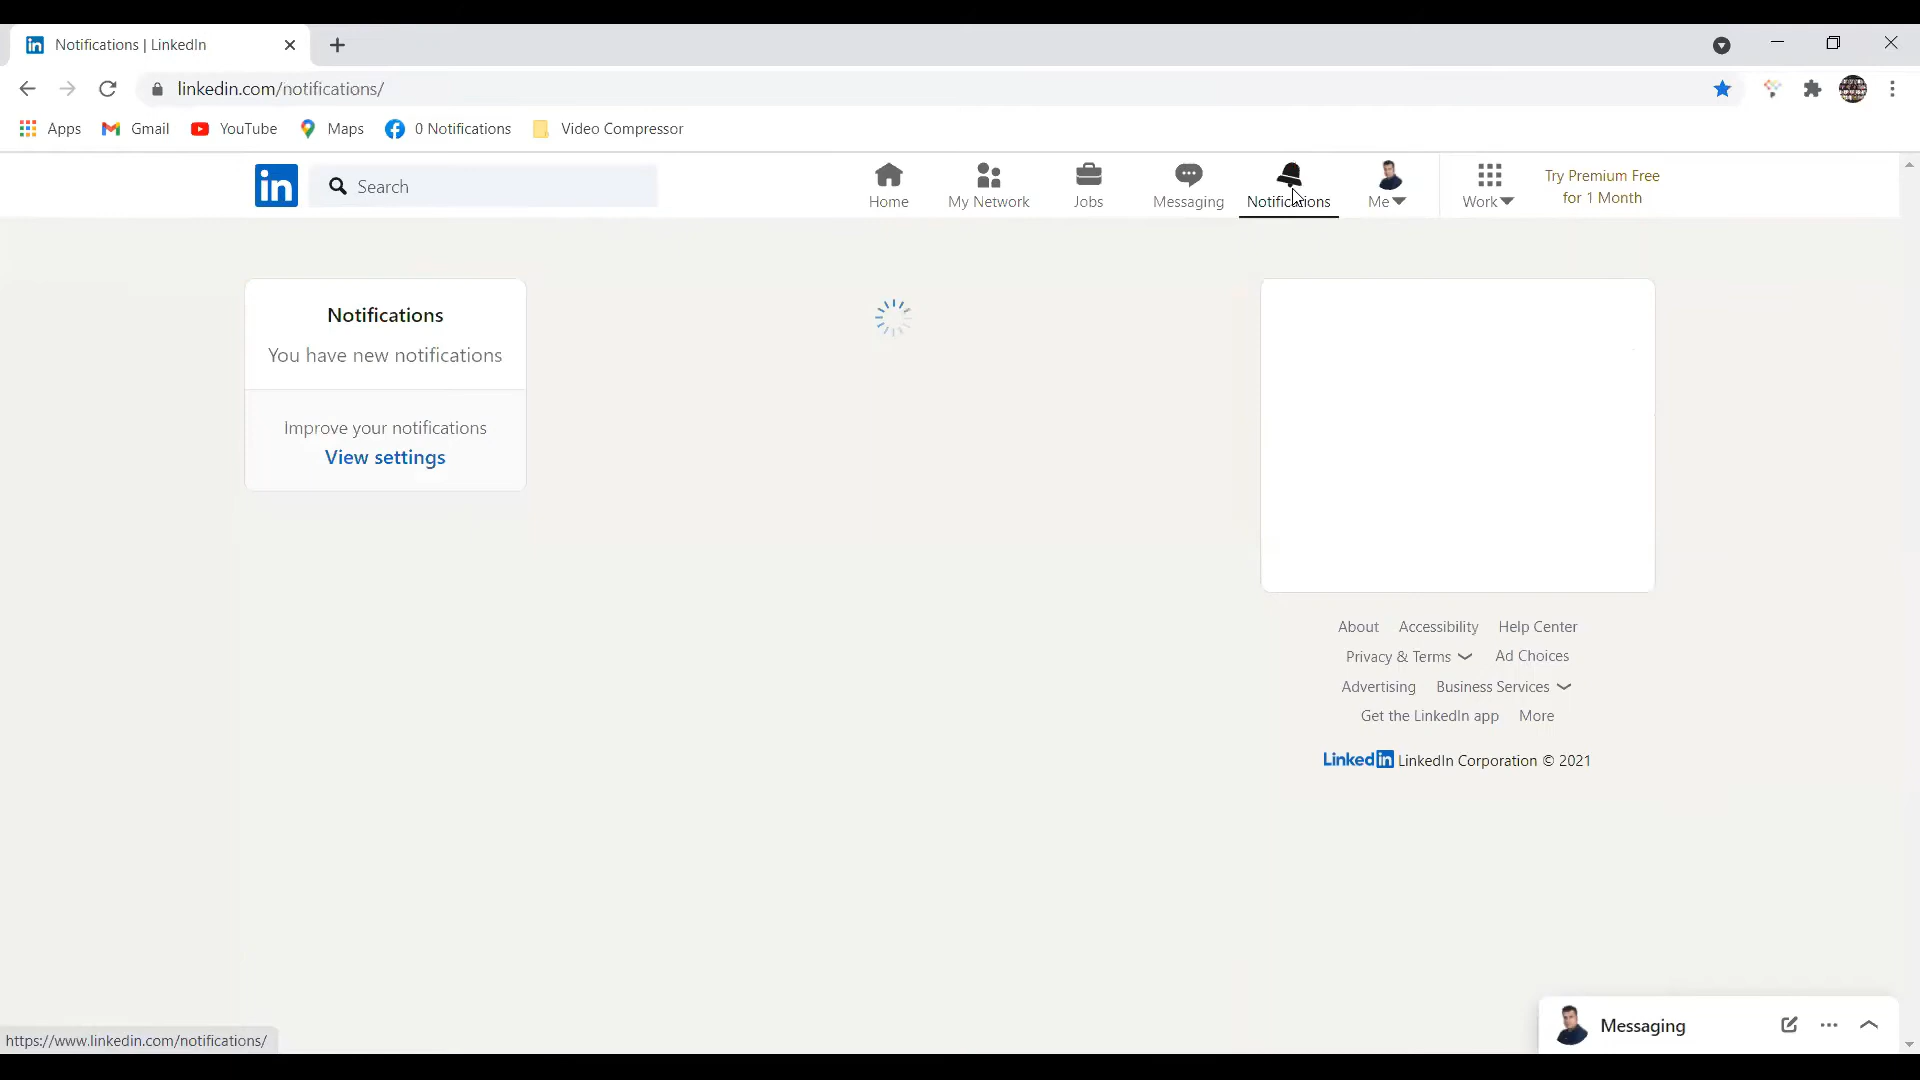 Notifications | LinkedIn
linkedin.com/notifications/
Apps Gmail YouTube Maps 0 Notifications Video Compressor
in Search Home My Network Jobs Messaging Notifications Me Work Try Premium Free
for 1 Month
Notifications
You have new notifications
Improve your notifications
View settings
About Accessibility Help Center
Privacy & Terms Ad Choices
Advertising Business Services
Get the LinkedIn app More
LinkedIn LinkedIn Corporation © 2021
Messaging
https://www.linkedin.com/notifications/